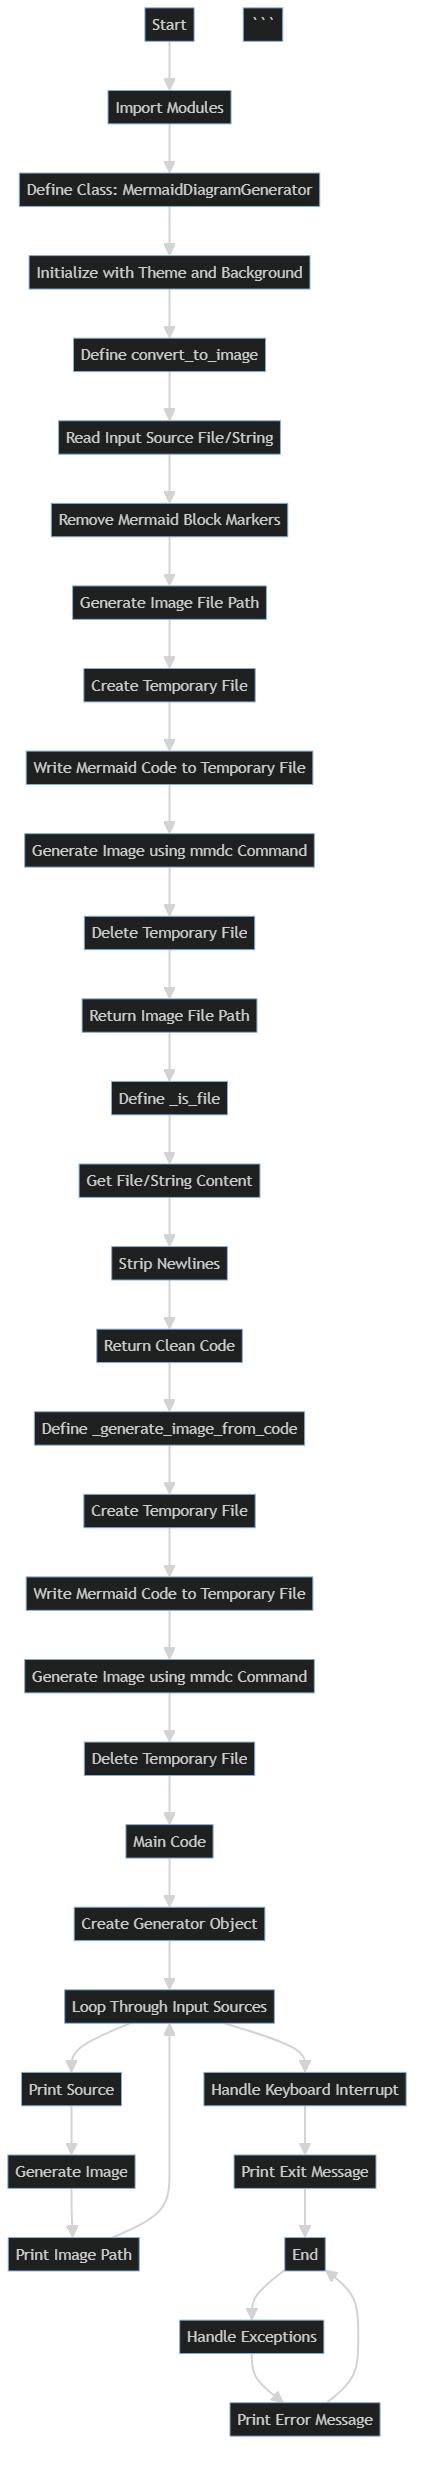 Start
```
Import Modules
Define Class: MermaidDiagramGenerator
Initialize with Theme and Background
Define convert_to_image
Read Input Source File/String
Remove Mermaid Block Markers
Generate Image File Path
Create Temporary File
Write Mermaid Code to Temporary File
Generate Image using mmdc Command
Delete Temporary File
Return Image File Path
Define _is_file
Get File/String Content
Strip Newlines
Return Clean Code
Define _generate_image_from_code
Create Temporary File
Write Mermaid Code to Temporary File
Generate Image using mmdc Command
Delete Temporary File
Main Code
Create Generator Object
Loop Through Input Sources
Print Source
Handle Keyboard Interrupt
Generate Image
Print Exit Message
Print Image Path
End
Handle Exceptions
Print Error Message